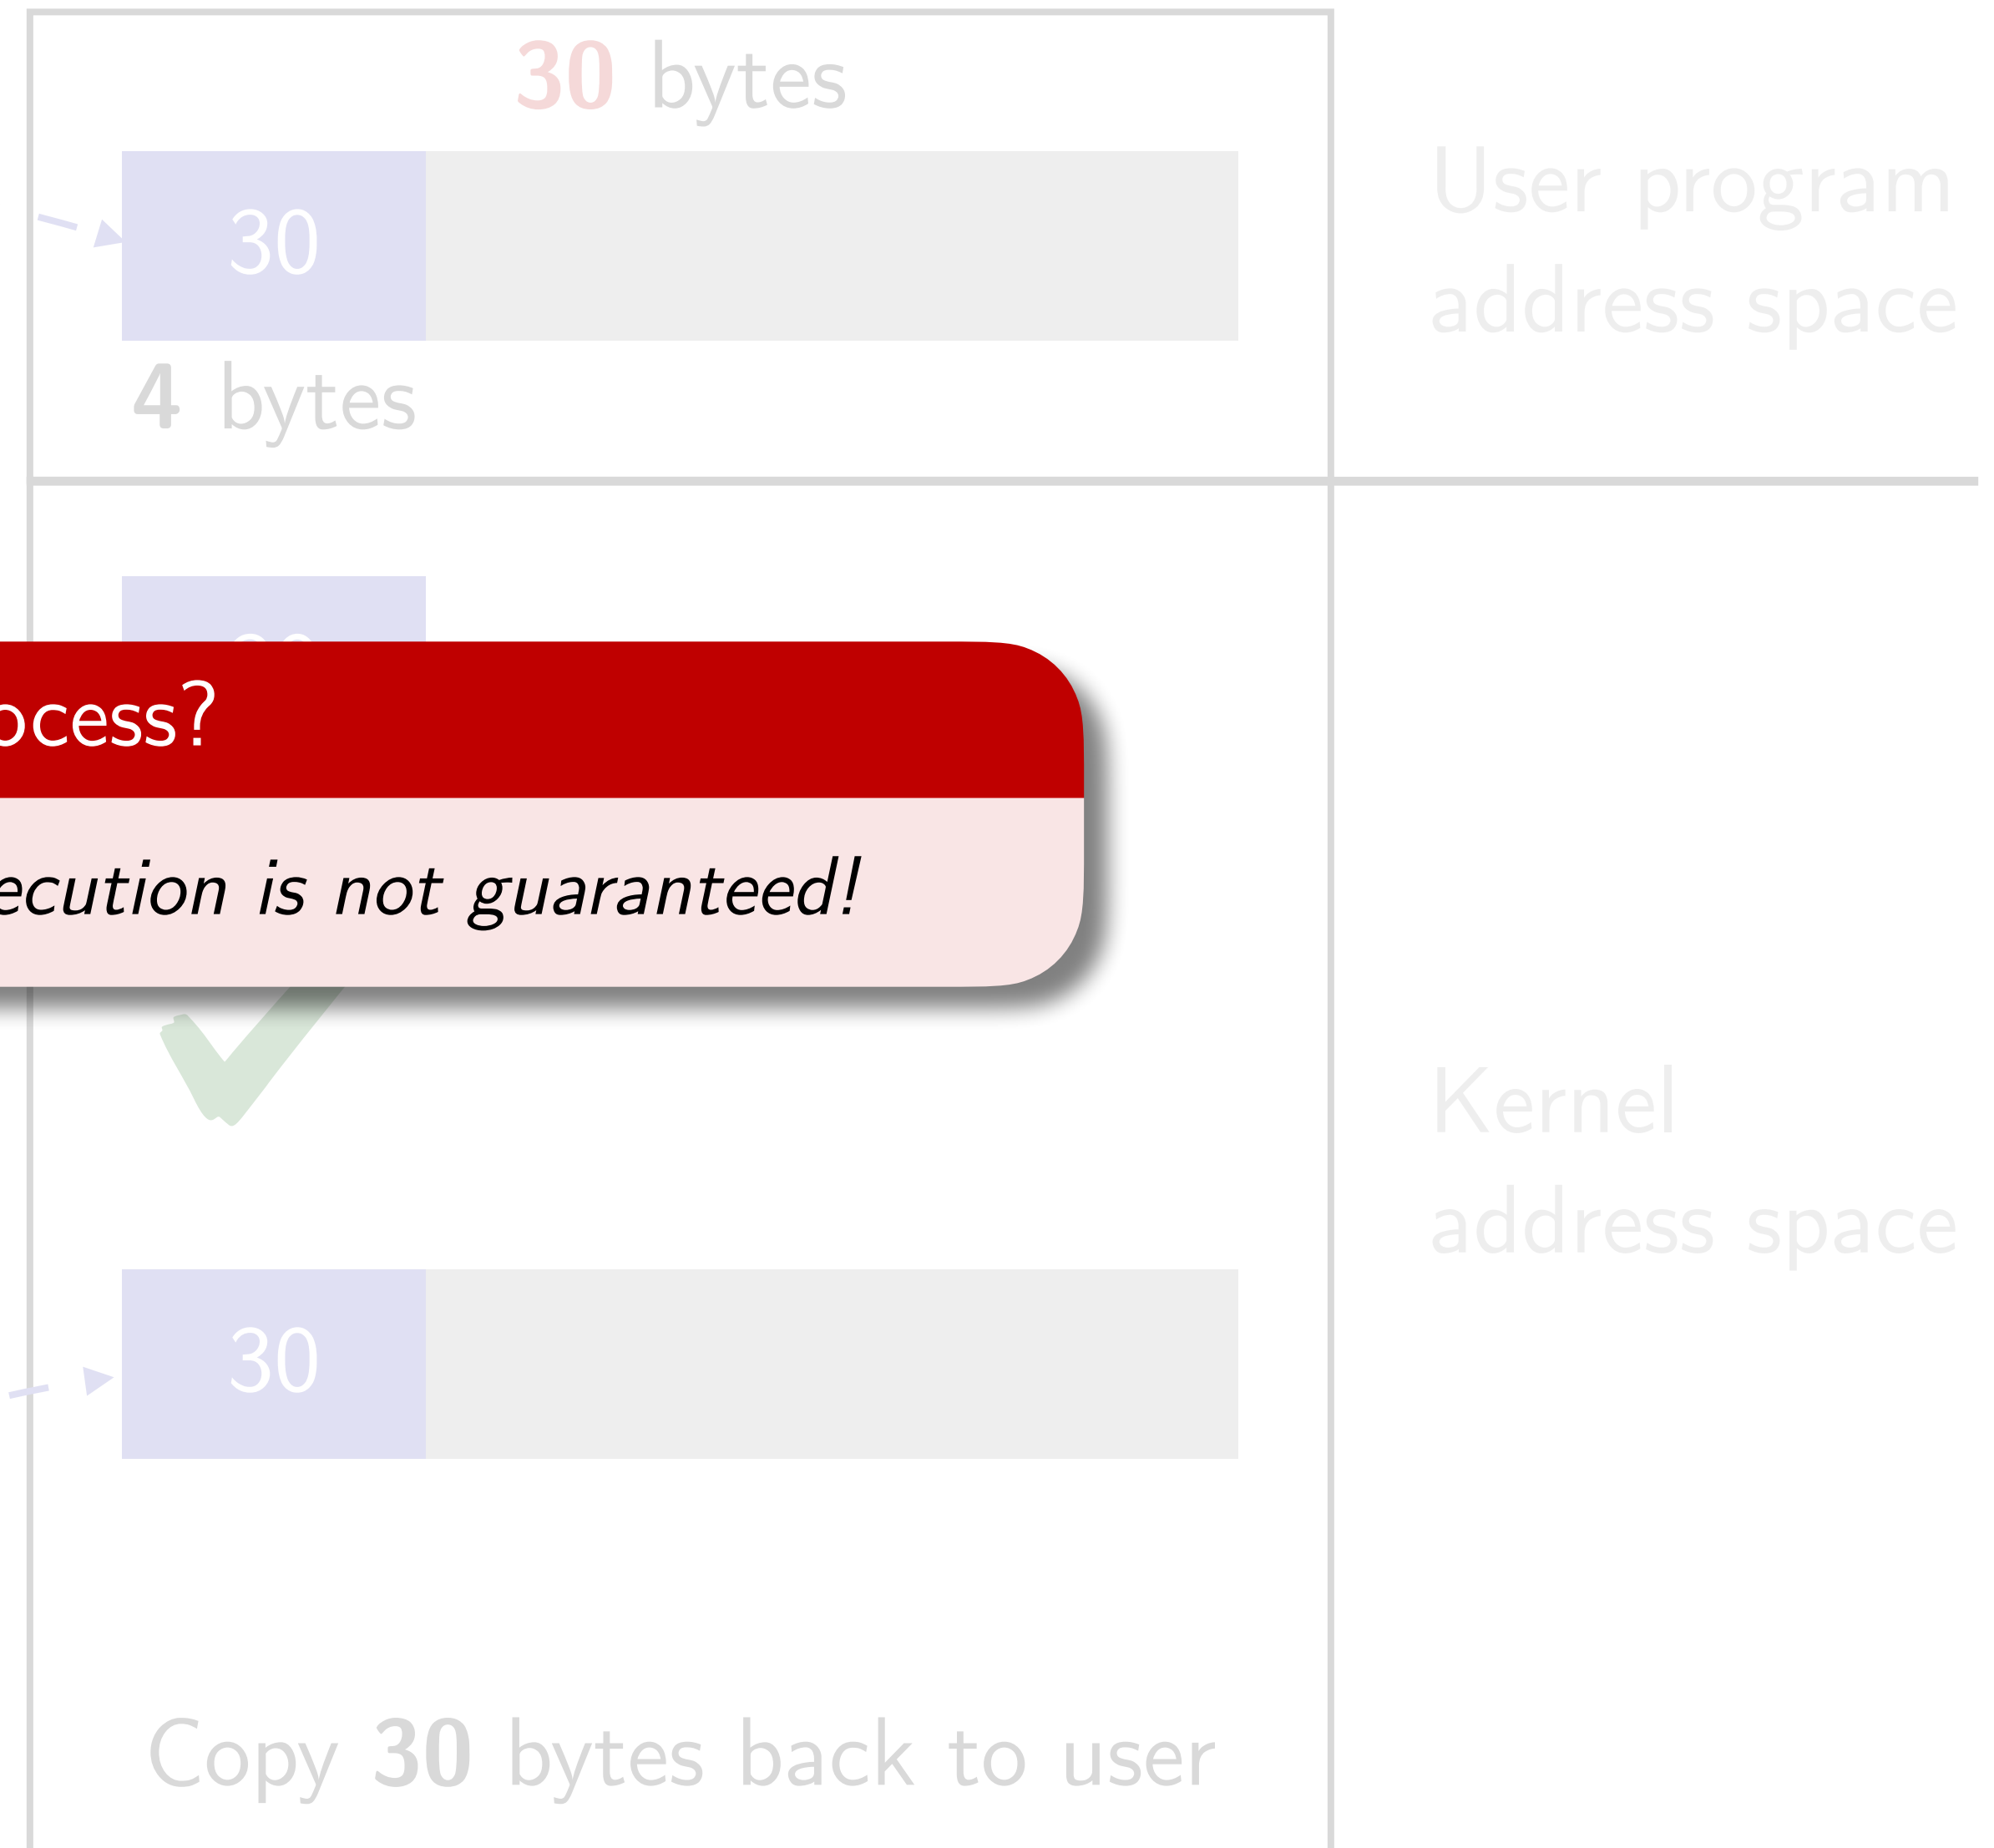 30 bytes
User program
30
address space
4 bytes
ocess?
ecution is not guaranteed!
Kernel
address space
30
Copy 30 bytes back to user